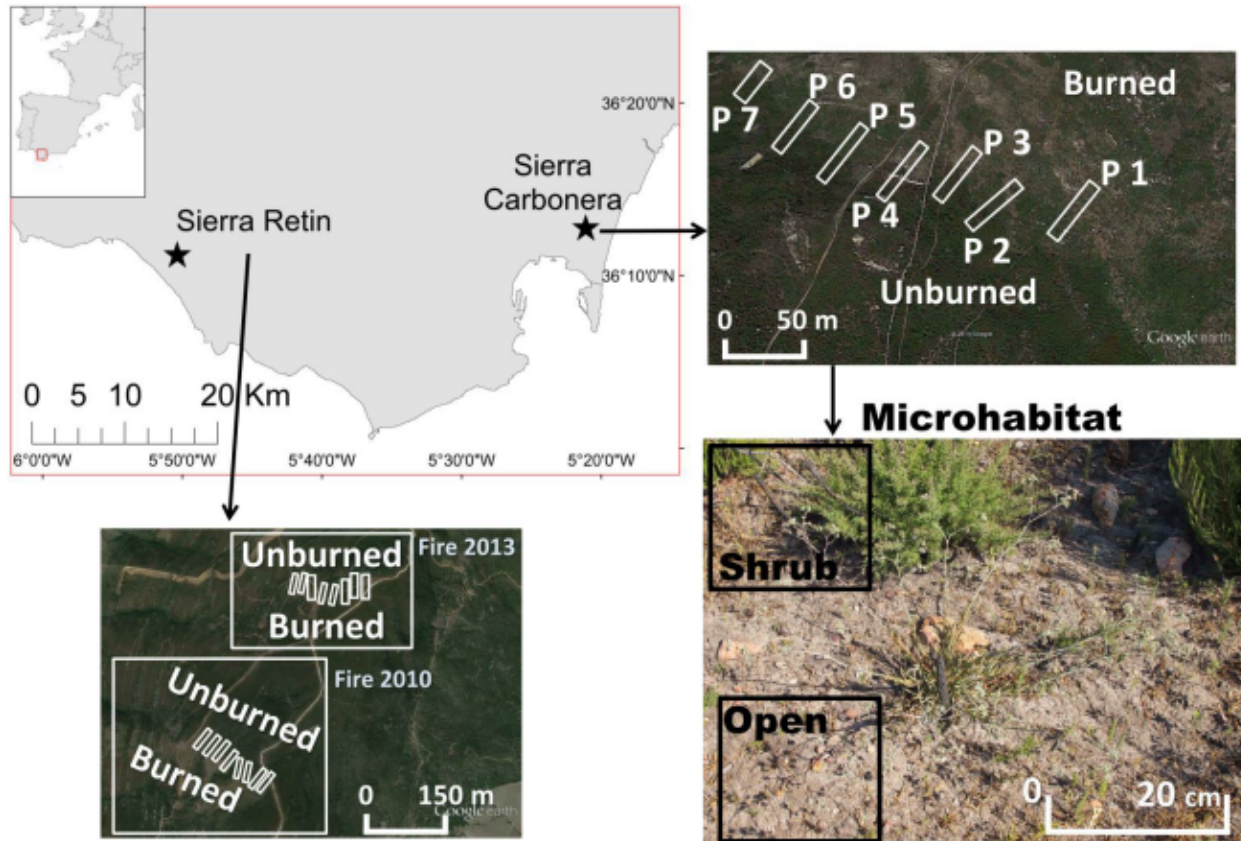 36°20'0"N
36°10'0"N
Sierra
Carbonera
Sierra Retin
0 5 10 20 Km
6°0'0"W 5°50'0"W 5°40'0"W 5°30'0"W 5°20'0"W
Burned
P 7
P 6
P 5
P 4
P 3
P 2
P 1
Unburned
0 50 m
Google earth
Microhabitat
Shrub
Open
0 20 cm
Unburned
Fire 2013
Burned
Fire 2010
Unburned
Burned
0 150 m
Google earth